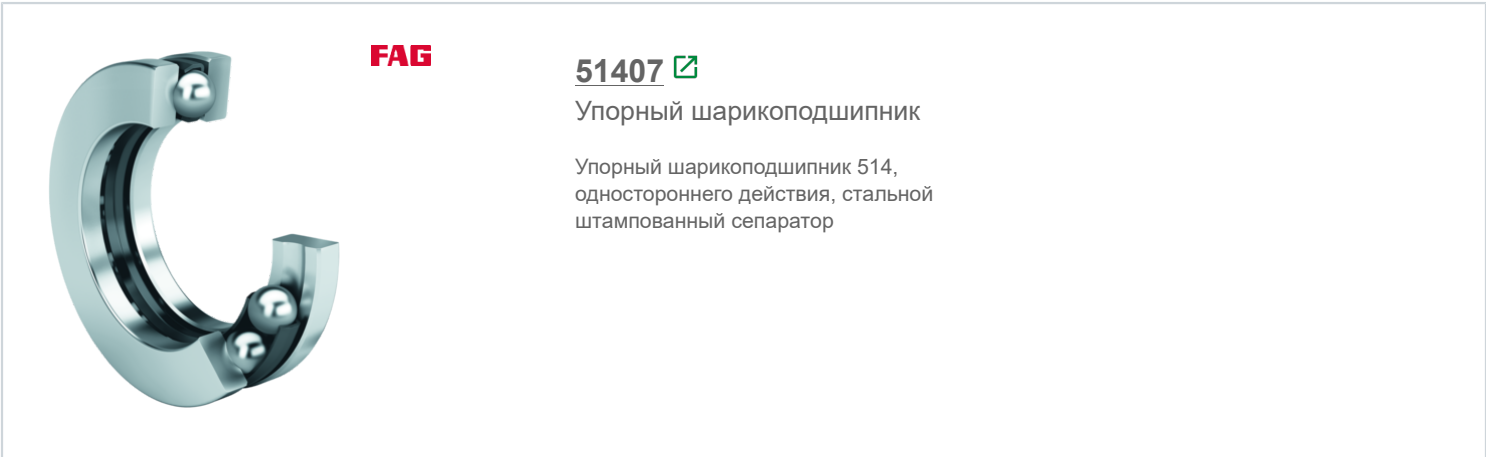 FAG
51407
Упорный шарикоподшипник
Упорный шарикоподшипник 514,
одностороннего действия, стальной
штампованный сепаратор